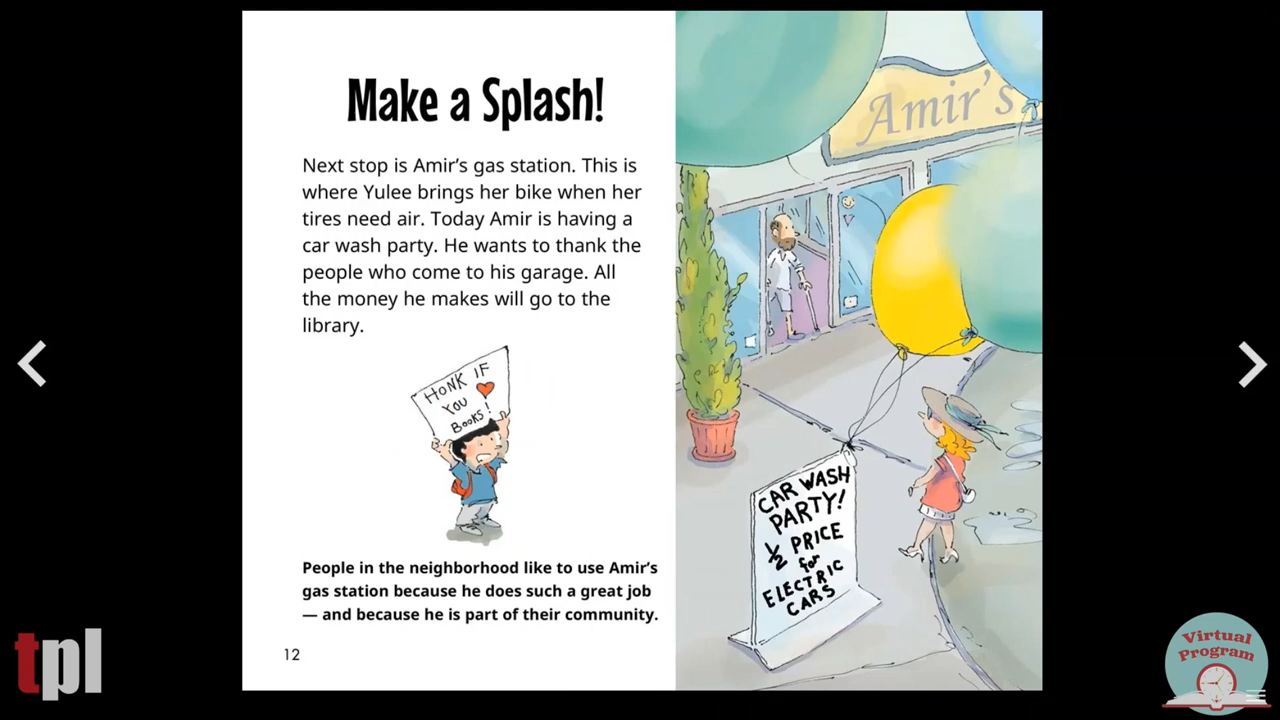 Make a Splash!
Next stop is Amir’s gas station. This is
where Yulee brings her bike when her
tires need air. Today Amir is having a
car wash party. He wants to thank the
people who come to his garage. All
the money he makes will go to the
library.
HONK IF
YOU ♥
BOOKS!
People in the neighborhood like to use Amir’s
gas station because he does such a great job
— and because he is part of their community.
12
Amir's
CAR WASH
PARTY!
½ PRICE
for
ELECTRIC
CARS
tpl
Virtual
Program